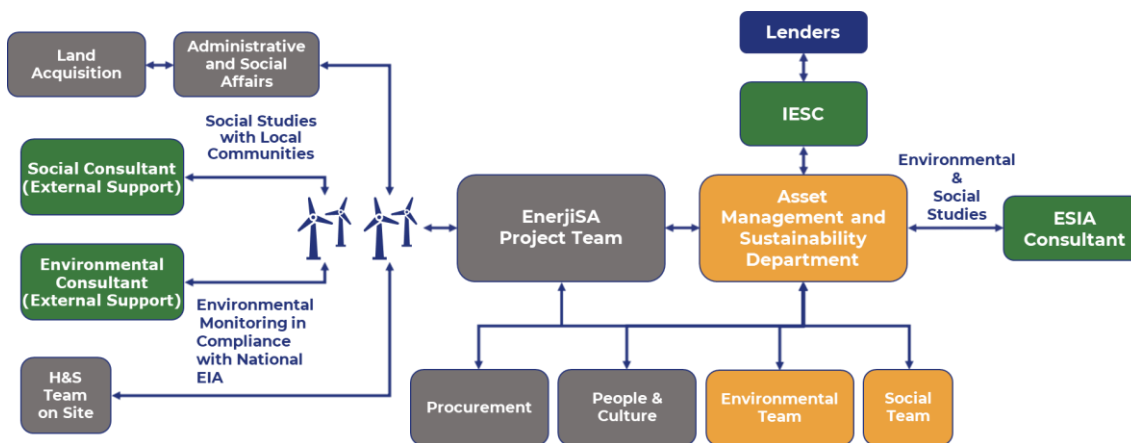 Land
Acquisition
Administrative
and Social
Affairs
Lenders
IESC
Social Studies
with Local
Communities
Social Consultant
(External Support)
Environmental
Consultant
(External Support)
Environmental
Monitoring in
Compliance
with National
EIA
H&S
Team
on Site
EnerjiSA
Project Team
Asset
Management and
Sustainability
Department
Environmental
&
Social
Studies
ESIA
Consultant
Procurement
People &
Culture
Environmental
Team
Social
Team